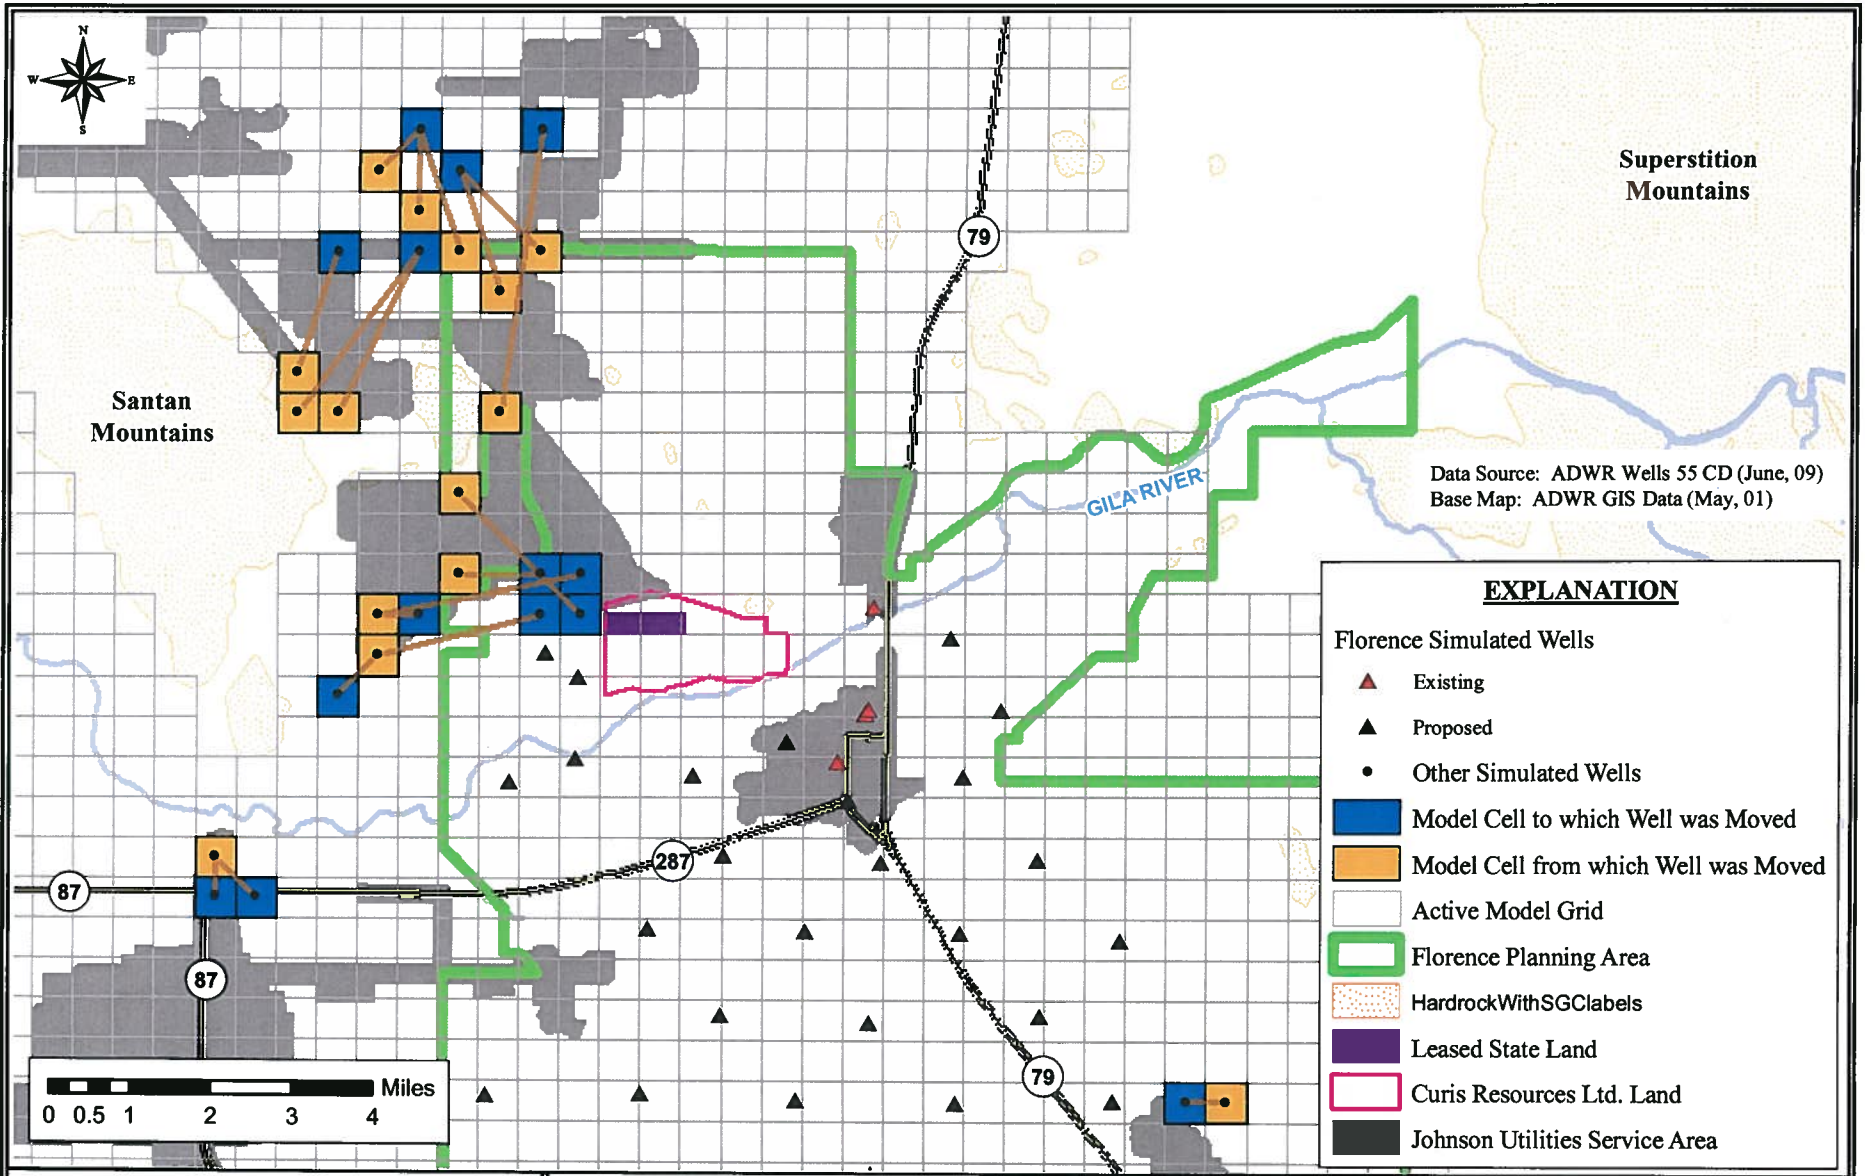 N
W E
S
Superstition
Mountains
79
Santan
Mountains
GILA RIVER
Data Source: ADWR Wells 55 CD (June, 09)
Base Map: ADWR GIS Data (May, 01)
EXPLANATION
Florence Simulated Wells
Existing
Proposed
Other Simulated Wells
Model Cell to which Well was Moved
Model Cell from which Well was Moved
Active Model Grid
Florence Planning Area
HardrockWithSGClabels
Leased State Land
Curis Resources Ltd. Land
Johnson Utilities Service Area
287
87
87
79
Miles
0 0.5 1 2 3 4